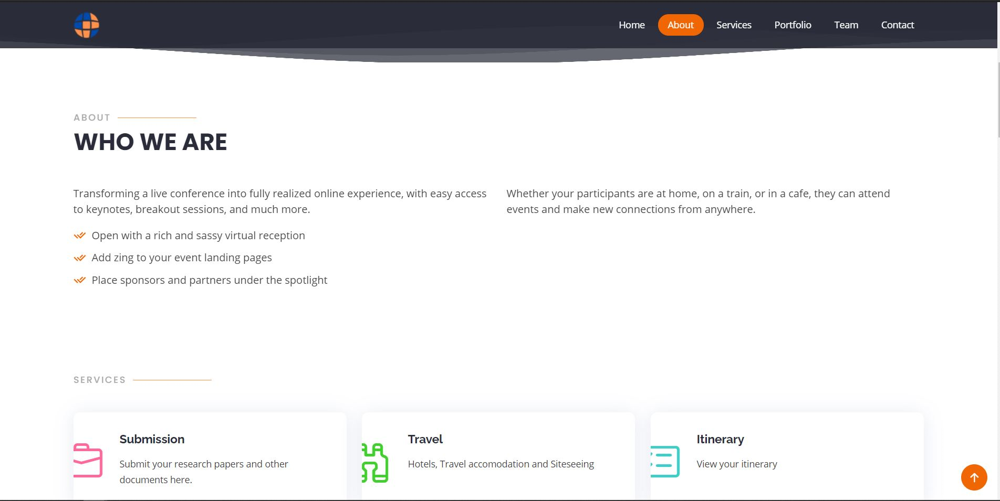 Home About Services Portfolio Team Contact
ABOUT
WHO WE ARE
Transforming a live conference into fully realized online experience, with easy access
to keynotes, breakout sessions, and much more.
Open with a rich and sassy virtual reception
Add zing to your event landing pages
Place sponsors and partners under the spotlight
Whether your participants are at home, on a train, or in a cafe, they can attend
events and make new connections from anywhere.
SERVICES
Submission
Submit your research papers and other
documents here.
Travel
Hotels, Travel accomodation and Siteseeing
Itinerary
View your itinerary